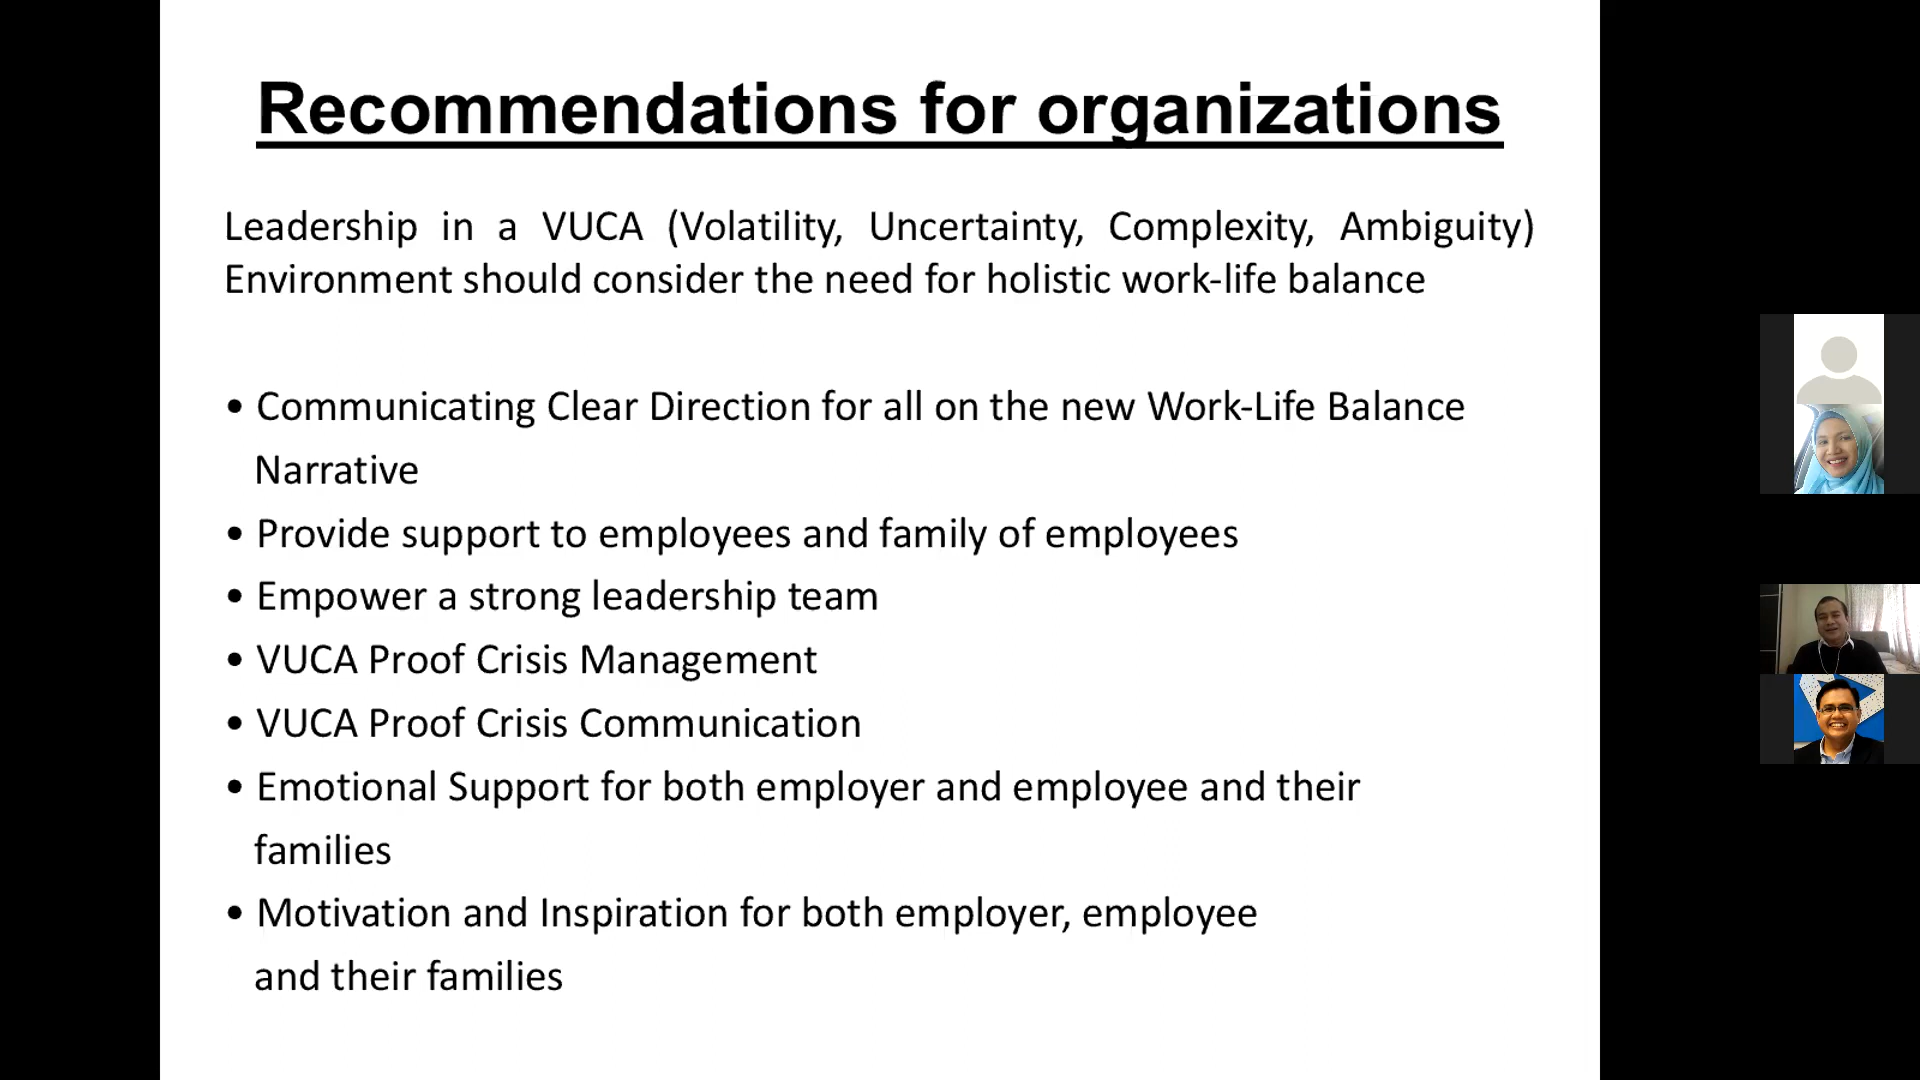 Recommendations for organizations
Leadership in a VUCA (Volatility, Uncertainty, Complexity, Ambiguity)
Environment should consider the need for holistic work-life balance
• Communicating Clear Direction for all on the new Work-Life Balance
Narrative
• Provide support to employees and family of employees
• Empower a strong leadership team
• VUCA Proof Crisis Management
• VUCA Proof Crisis Communication
• Emotional Support for both employer and employee and their
families
• Motivation and Inspiration for both employer, employee
and their families